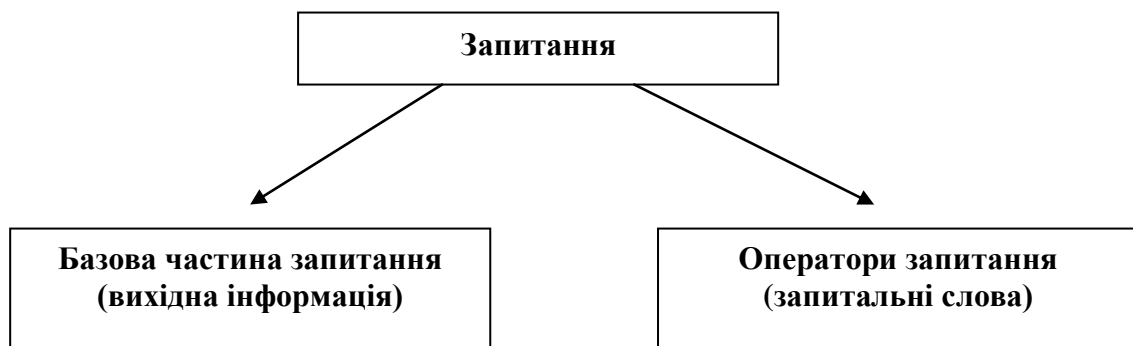 Запитання
Базова частина запитання
(вихідна інформація)
Оператори запитання
(запитальні слова)